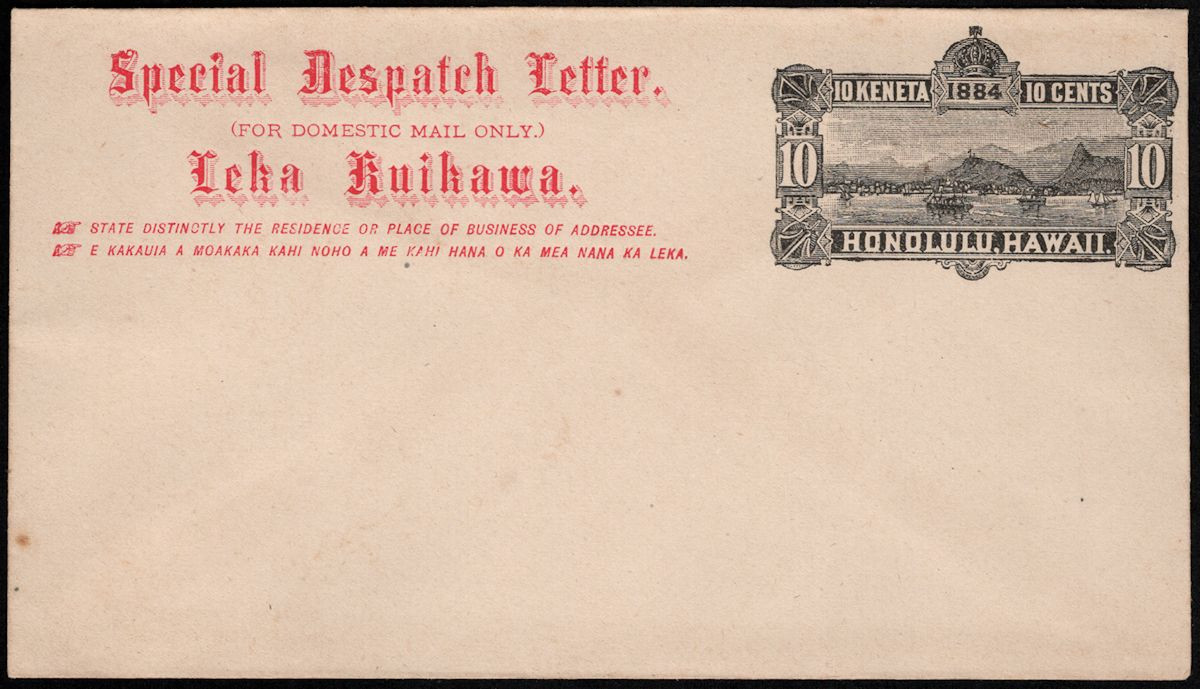 Special Despatch Letter.
(FOR DOMESTIC MAIL ONLY.)
Leka Kuikawa.
STATE DISTINCTLY THE RESIDENCE OR PLACE OF BUSINESS OF ADDRESSEE.
E KAKAUIA A MOAKAKA KAHI NOHO A ME KAHI HANA O KA MEA NANA KA LEKA.
10 KENETA 1884 10 CENTS
10 10
HONOLULU, HAWAII.